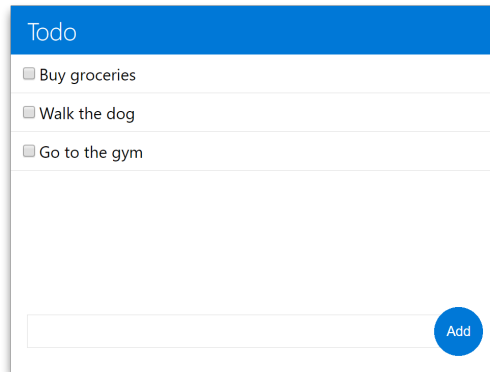 Todo
Buy groceries
Walk the dog
Go to the gym
Add